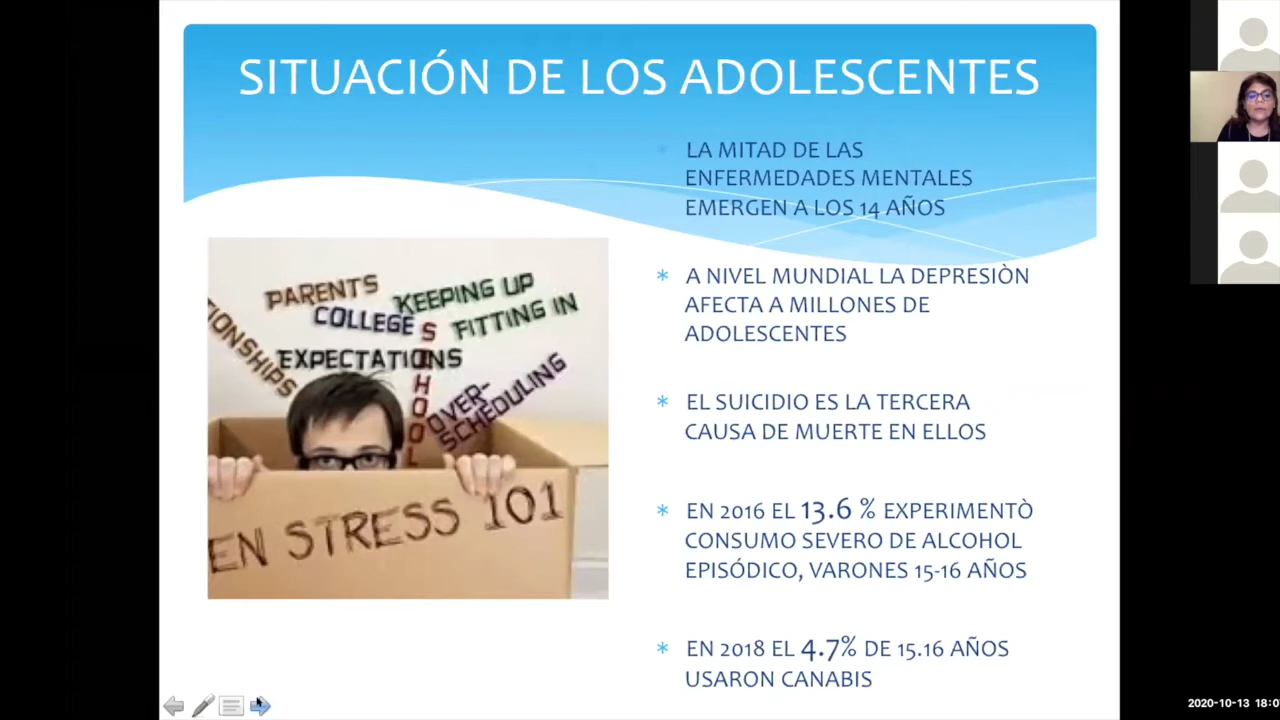 SITUACIÓN DE LOS ADOLESCENTES
LA MITAD DE LAS
ENFERMEDADES MENTALES
EMERGEN A LOS 14 AÑOS
A NIVEL MUNDIAL LA DEPRESIÒN
AFECTA A MILLONES DE
ADOLESCENTES
EL SUICIDIO ES LA TERCERA
CAUSA DE MUERTE EN ELLOS
EN 2016 EL 13.6 % EXPERIMENTÒ
CONSUMO SEVERO DE ALCOHOL
EPISÓDICO, VARONES 15-16 AÑOS
EN 2018 EL 4.7% DE 15.16 AÑOS
USARON CANABIS
PARENTS
KEEPING UP
COLLEGE
FITTING IN
TIONSHIPS
EXPECTATIONS
SCHOOL
OVER-
SCHEDULING
EN STRESS 101
2020-10-13 18:0